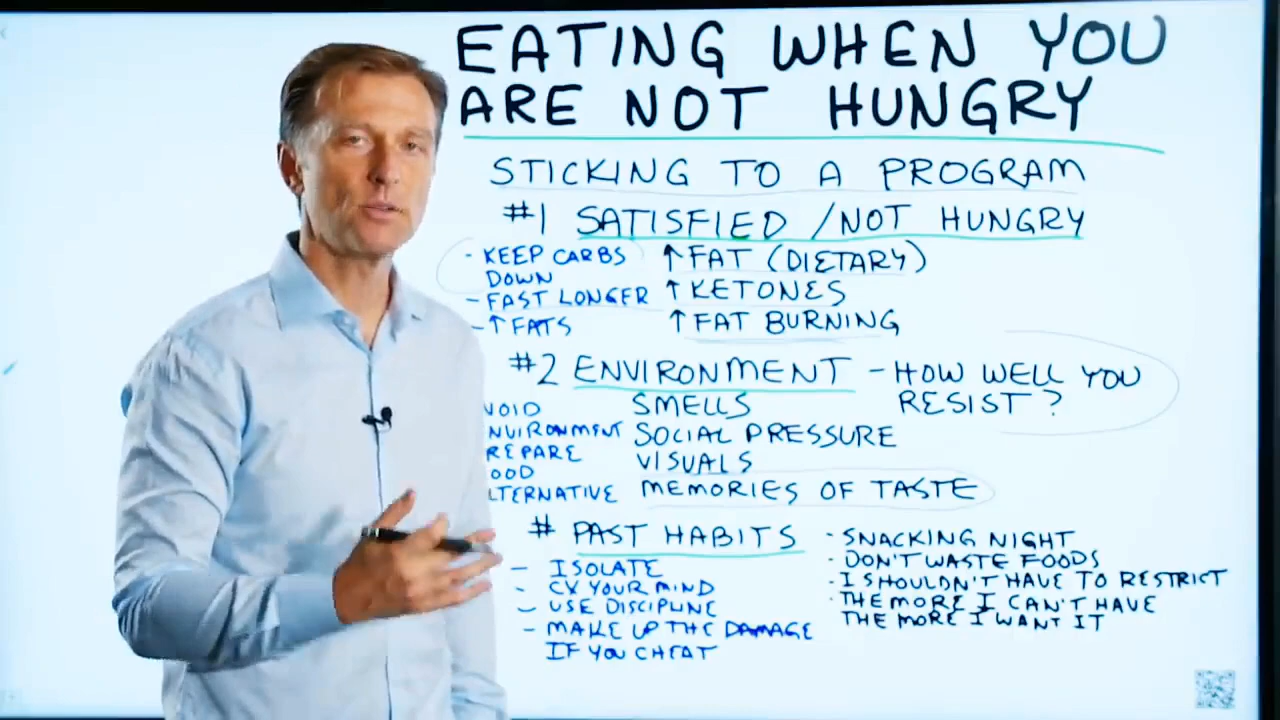 EATING WHEN YOU
ARE NOT HUNGRY
STICKING TO A PROGRAM
#1 SATISFIED / NOT HUNGRY
- KEEP CARBS
DOWN
- FAST LONGER
- ↑ FATS
↑ FAT (DIETARY)
↑ KETONES
↑ FAT BURNING
#2 ENVIRONMENT - HOW WELL YOU
RESIST?
VOID
NVIRONMENT
REPARE
OOD
LTERNATIVE
SMELLS
SOCIAL PRESSURE
VISUALS
MEMORIES OF TASTE
# PAST HABITS
- ISOLATE
- CX YOUR MIND
- USE DISCIPLINE
- MAKE UP THE DAMAGE
IF YOU CHEAT
· SNACKING NIGHT
· DON'T WASTE FOODS
· I SHOULDN'T HAVE TO RESTRICT
· THE MORE I CAN'T HAVE
THE MORE I WANT IT